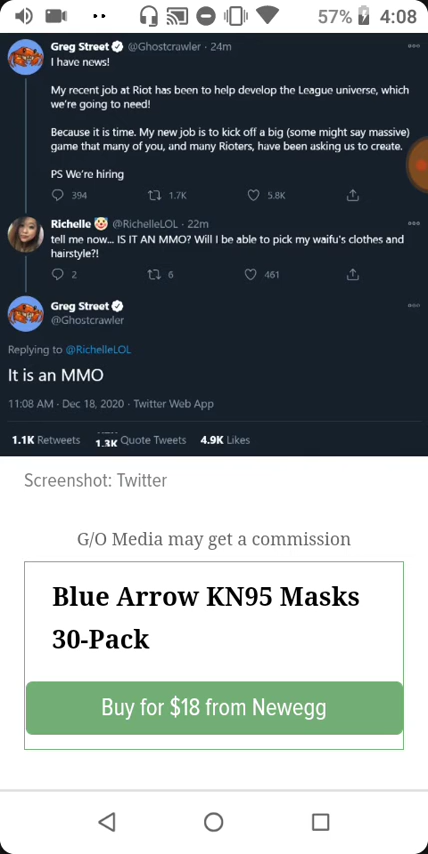 57% 4:08
Greg Street @Ghostcrawler · 24m
I have news!
My recent job at Riot has been to help develop the League universe, which
we're going to need!
Because it is time. My new job is to kick off a big (some might say massive)
game that many of you, and many Rioters, have been asking us to create.
PS We're hiring
394 1.7K 5.8K
Richelle 🤡 @RichelleLOL · 22m
tell me now... IS IT AN MMO? Will I be able to pick my waifu's clothes and
hairstyle?!
2 6 461
Greg Street
@Ghostcrawler
Replying to @RichelleLOL
It is an MMO
11:08 AM · Dec 18, 2020 · Twitter Web App
1.1K Retweets 1.3K Quote Tweets 4.9K Likes
Screenshot: Twitter
G/O Media may get a commission
Blue Arrow KN95 Masks
30-Pack
Buy for $18 from Newegg